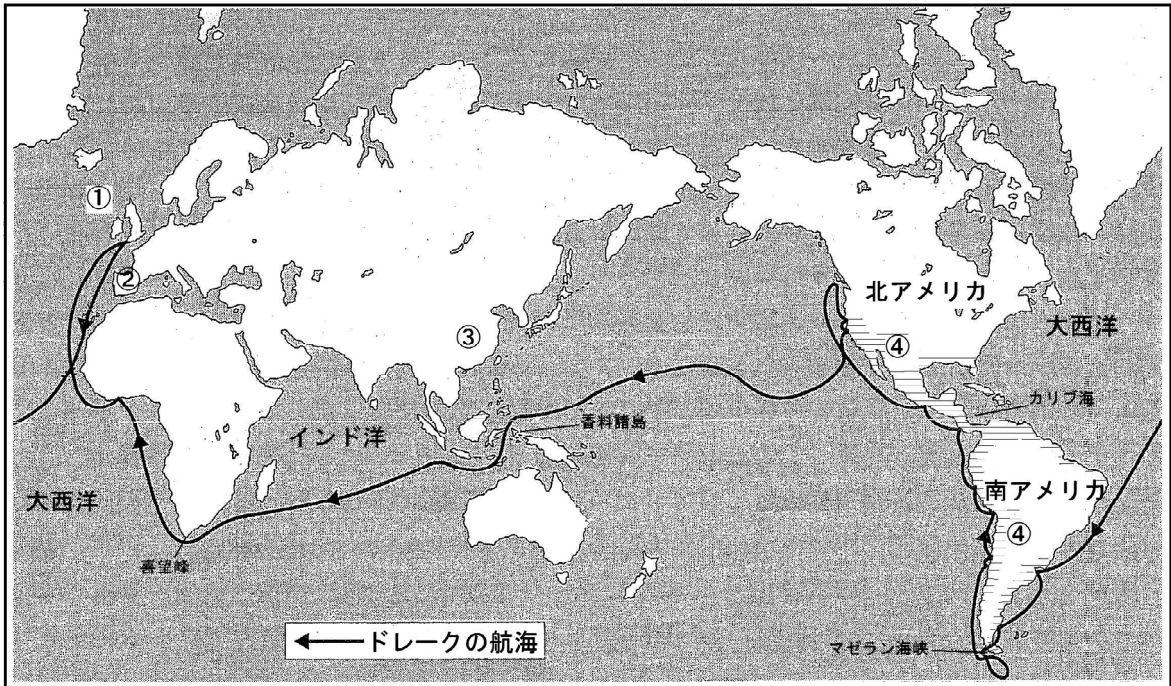 ①
北アメリカ
②
大西洋
③
④
カリブ海
香料諸島
インド洋
大西洋
南アメリカ
④
喜望峰
ドレークの航海
マゼラン海峡